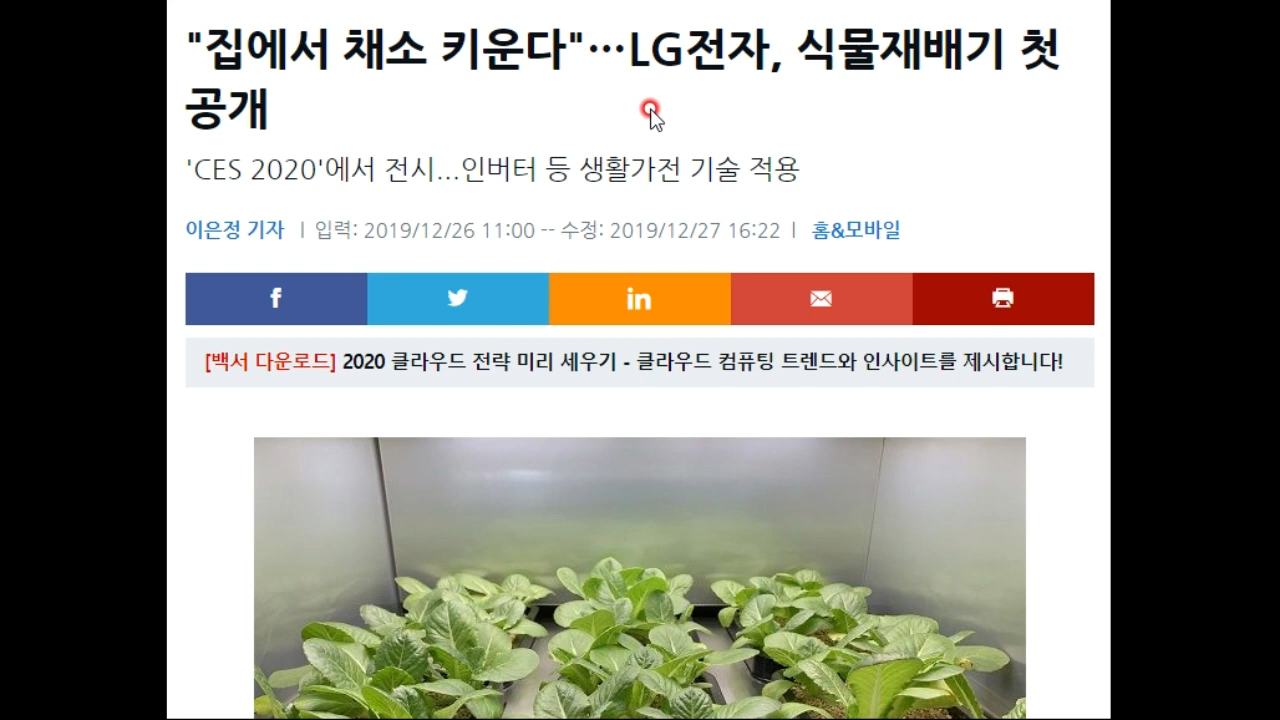 "집에서 채소 키운다"…LG전자, 식물재배기 첫
공개
'CES 2020'에서 전시...인버터 등 생활가전 기술 적용
이은정 기자 | 입력: 2019/12/26 11:00 -- 수정: 2019/12/27 16:22 | 홈&모바일
f in
[백서 다운로드] 2020 클라우드 전략 미리 세우기 - 클라우드 컴퓨팅 트렌드와 인사이트를 제시합니다!